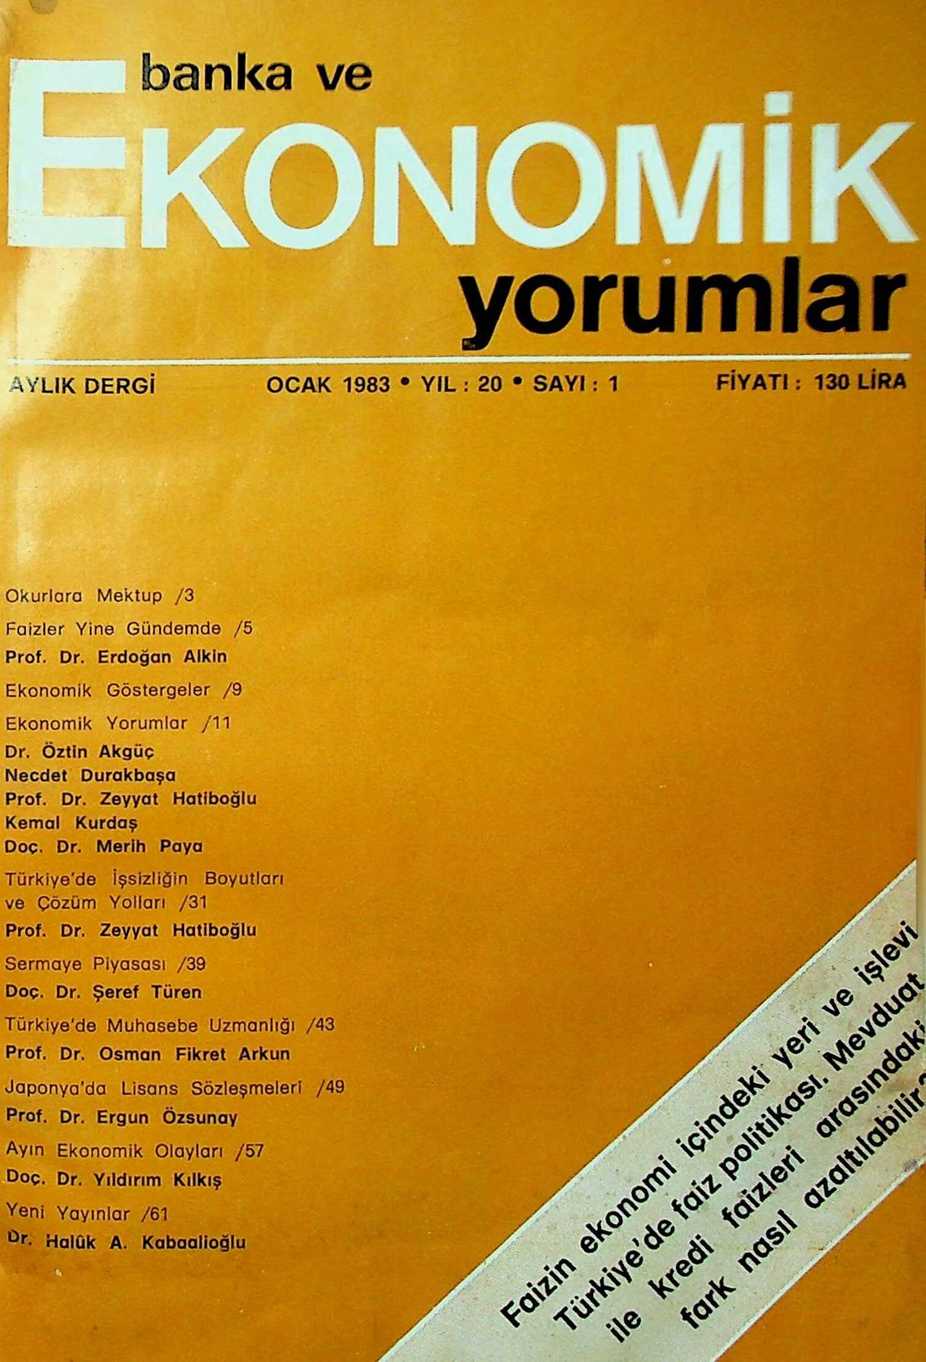 banka ve
EKONOMİK
yorumlar
AYLIK DERGİ OCAK 1983 • YIL : 20 • SAYI : 1 FİYATI : 130 LİRA
Okurlara Mektup /3
Faizler Yine Gündemde /5
Prof. Dr. Erdoğan Alkin
Ekonomik Göstergeler /9
Ekonomik Yorumlar /11
Dr. Öztin Akgüç
Necdet Durakbaşa
Prof. Dr. Zeyyat Hatiboğlu
Kemal Kurdaş
Doç. Dr. Merih Paya
Türkiye'de İşsizliğin Boyutları
ve Çözüm Yolları /31
Prof. Dr. Zeyyat Hatiboğlu
Sermaye Piyasası /39
Doç. Dr. Şeref Türen
Türkiye'de Muhasebe Uzmanlığı /43
Prof. Dr. Osman Fikret Arkun
Japonya'da Lisans Sözleşmeleri /49
Prof. Dr. Ergun Özsunay
Ayın Ekonomik Olayları /57
Doç. Dr. Yıldırım Kılkış
Yeni Yayınlar /61
Dr. Halûk A. Kabaalioğlu
Faizin ekonomi içindeki yeri ve işlevi
Türkiye'de faiz politikası. Mevduat
ile kredi faizleri arasındaki
fark nasıl azaltılabilir?